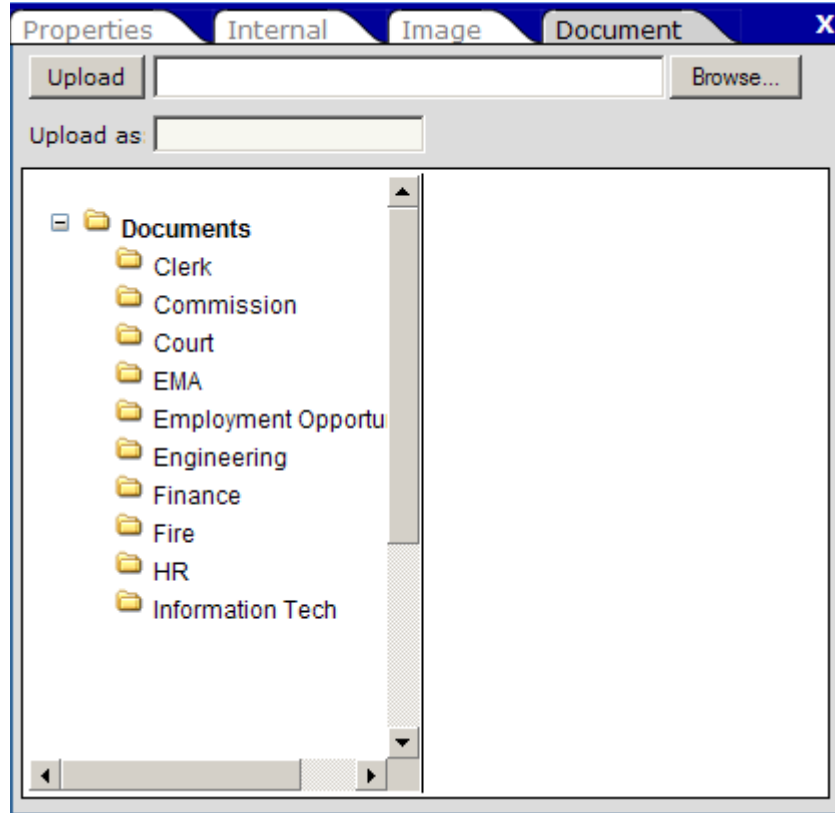 Properties Internal Image Document X
Upload Browse...
Upload as:
Documents
Clerk
Commission
Court
EMA
Employment Opportu
Engineering
Finance
Fire
HR
Information Tech